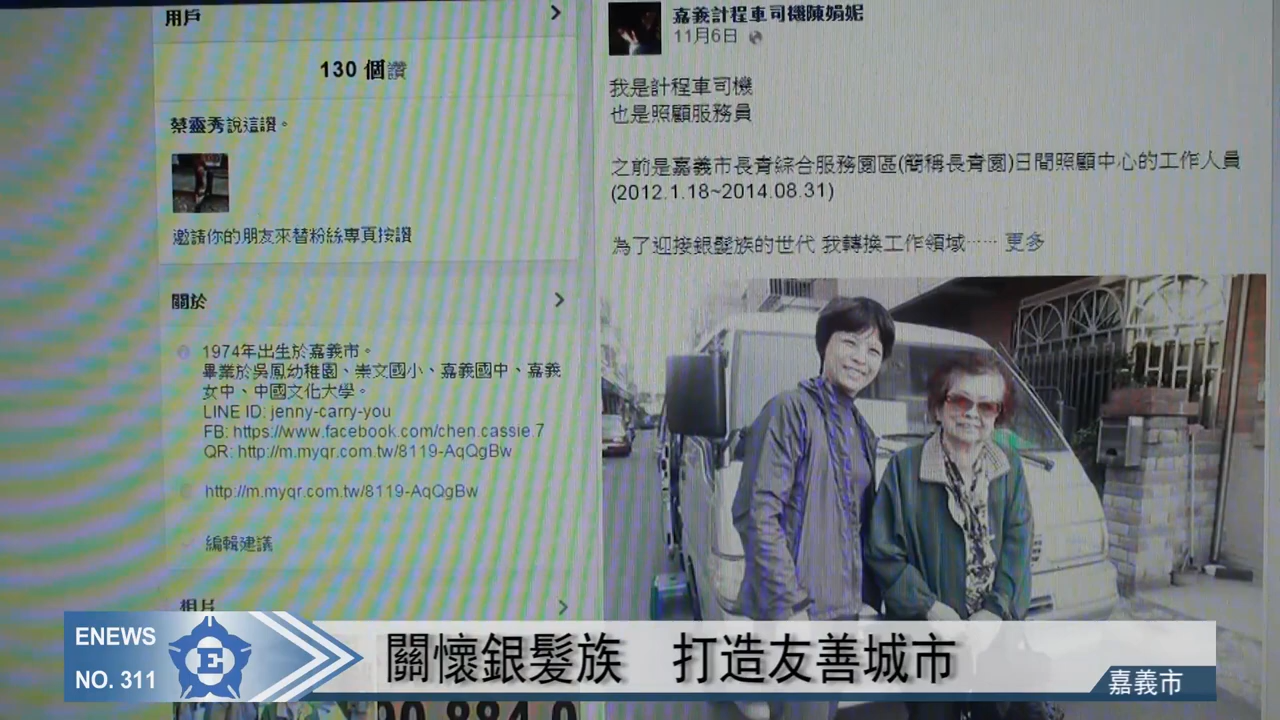 用戶
130 個讚
蔡靈秀說這讚。
邀請你的朋友來替粉絲專頁按讚
關於
1974年出生於嘉義市。
畢業於吳鳳幼稚園、崇文國小、嘉義國中、嘉義
女中、中國文化大學。
LINE ID: jenny-carry-you
FB: https://www.facebook.com/chen.cassie.7
QR: http://m.myqr.com.tw/8119-AqQgBw
http://m.myqr.com.tw/8119-AqQgBw
編輯建議
相片
嘉義計程車司機陳娟妮
11月6日
我是計程車司機
也是照顧服務員
之前是嘉義市長青綜合服務園區(簡稱長青園)日間照顧中心的工作人員
(2012.1.18~2014.08.31)
為了迎接銀髮族的世代 我轉換工作領域…… 更多
ENEWS
NO. 311
E
關懷銀髮族 打造友善城市
嘉義市